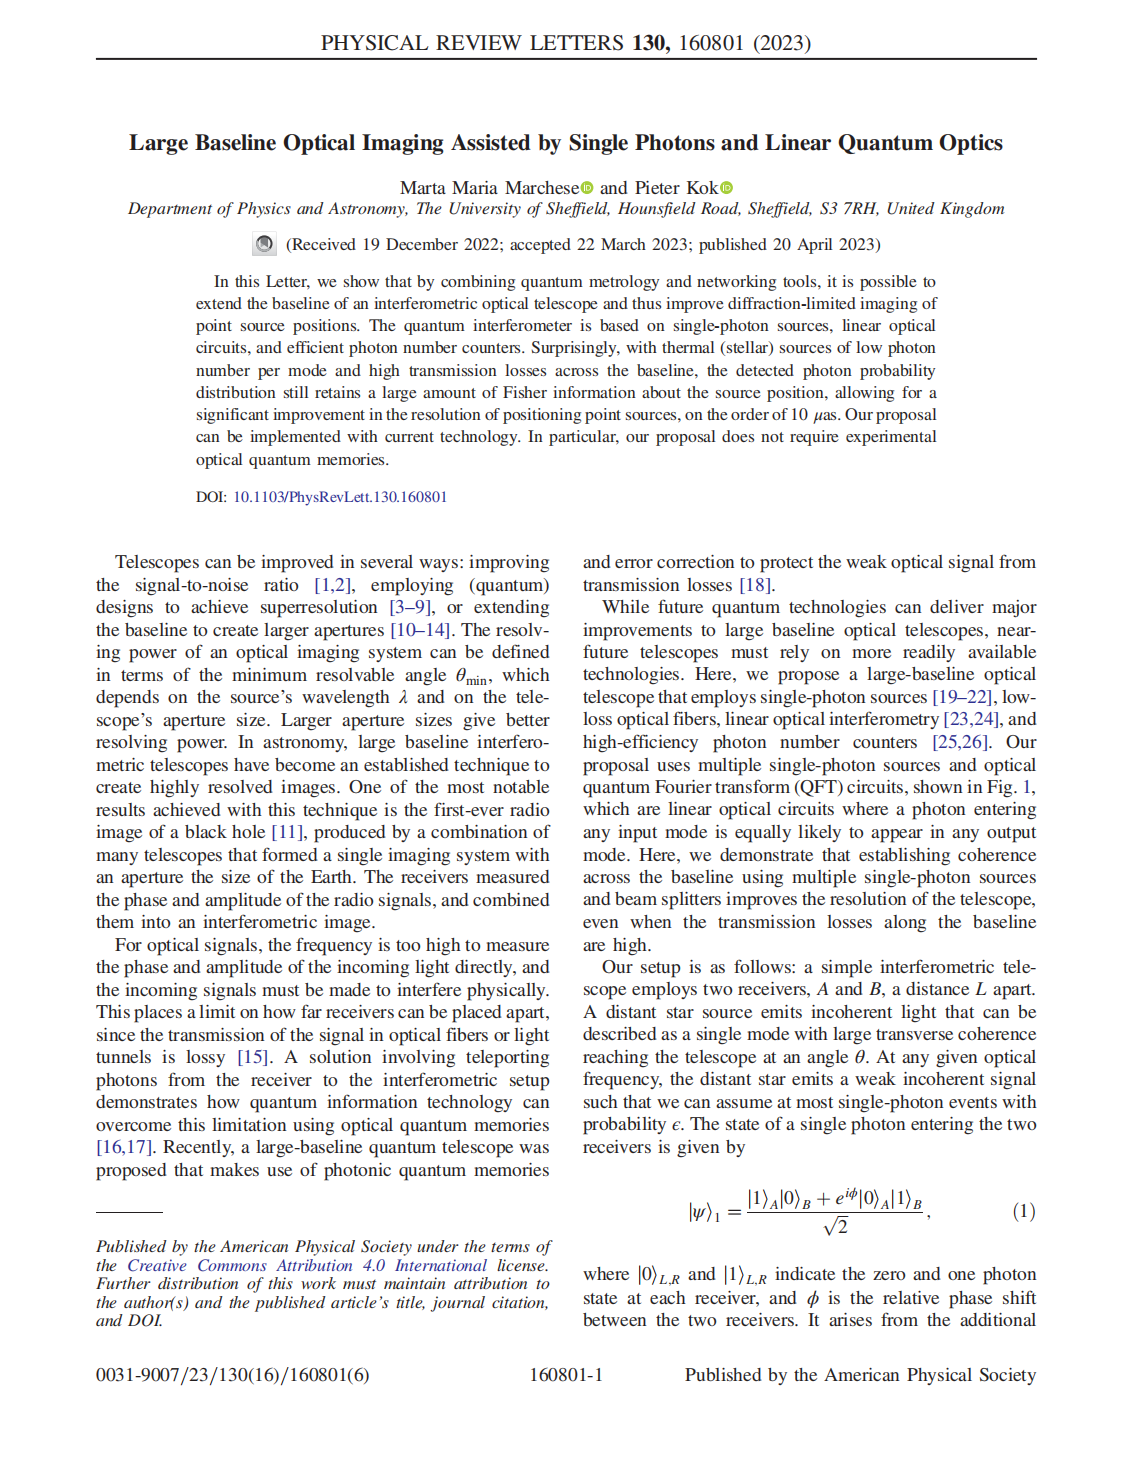 PHYSICAL REVIEW LETTERS 130, 160801 (2023)
Large Baseline Optical Imaging Assisted by Single Photons and Linear Quantum Optics
Marta Maria Marchese and Pieter Kok
Department of Physics and Astronomy, The University of Sheffield, Hounsfield Road, Sheffield, S3 7RH, United Kingdom
(Received 19 December 2022; accepted 22 March 2023; published 20 April 2023)
In this Letter, we show that by combining quantum metrology and networking tools, it is possible to
extend the baseline of an interferometric optical telescope and thus improve diffraction-limited imaging of
point source positions. The quantum interferometer is based on single-photon sources, linear optical
circuits, and efficient photon number counters. Surprisingly, with thermal (stellar) sources of low photon
number per mode and high transmission losses across the baseline, the detected photon probability
distribution still retains a large amount of Fisher information about the source position, allowing for a
significant improvement in the resolution of positioning point sources, on the order of 10 μas. Our proposal
can be implemented with current technology. In particular, our proposal does not require experimental
optical quantum memories.
DOI: 10.1103/PhysRevLett.130.160801
Telescopes can be improved in several ways: improving
the signal-to-noise ratio [1,2], employing (quantum)
designs to achieve superresolution [3–9], or extending
the baseline to create larger apertures [10–14]. The resolv-
ing power of an optical imaging system can be defined
in terms of the minimum resolvable angle θmin, which
depends on the source's wavelength λ and on the tele-
scope's aperture size. Larger aperture sizes give better
resolving power. In astronomy, large baseline interfero-
metric telescopes have become an established technique to
create highly resolved images. One of the most notable
results achieved with this technique is the first-ever radio
image of a black hole [11], produced by a combination of
many telescopes that formed a single imaging system with
an aperture the size of the Earth. The receivers measured
the phase and amplitude of the radio signals, and combined
them into an interferometric image.
For optical signals, the frequency is too high to measure
the phase and amplitude of the incoming light directly, and
the incoming signals must be made to interfere physically.
This places a limit on how far receivers can be placed apart,
since the transmission of the signal in optical fibers or light
tunnels is lossy [15]. A solution involving teleporting
photons from the receiver to the interferometric setup
demonstrates how quantum information technology can
overcome this limitation using optical quantum memories
[16,17]. Recently, a large-baseline quantum telescope was
proposed that makes use of photonic quantum memories
Published by the American Physical Society under the terms of
the Creative Commons Attribution 4.0 International license.
Further distribution of this work must maintain attribution to
the author(s) and the published article's title, journal citation,
and DOI.
and error correction to protect the weak optical signal from
transmission losses [18].
While future quantum technologies can deliver major
improvements to large baseline optical telescopes, near-
future telescopes must rely on more readily available
technologies. Here, we propose a large-baseline optical
telescope that employs single-photon sources [19–22], low-
loss optical fibers, linear optical interferometry [23,24], and
high-efficiency photon number counters [25,26]. Our
proposal uses multiple single-photon sources and optical
quantum Fourier transform (QFT) circuits, shown in Fig. 1,
which are linear optical circuits where a photon entering
any input mode is equally likely to appear in any output
mode. Here, we demonstrate that establishing coherence
across the baseline using multiple single-photon sources
and beam splitters improves the resolution of the telescope,
even when the transmission losses along the baseline
are high.
Our setup is as follows: a simple interferometric tele-
scope employs two receivers, A and B, a distance L apart.
A distant star source emits incoherent light that can be
described as a single mode with large transverse coherence
reaching the telescope at an angle θ. At any given optical
frequency, the distant star emits a weak incoherent signal
such that we can assume at most single-photon events with
probability ϵ. The state of a single photon entering the two
receivers is given by
|ψ⟩₁ = (|1⟩_A|0⟩_B + e^{iϕ}|0⟩_A|1⟩_B)/√2, (1)
where |0⟩_{L,R} and |1⟩_{L,R} indicate the zero and one photon
state at each receiver, and ϕ is the relative phase shift
between the two receivers. It arises from the additional
0031-9007/23/130(16)/160801(6)
160801-1
Published by the American Physical Society